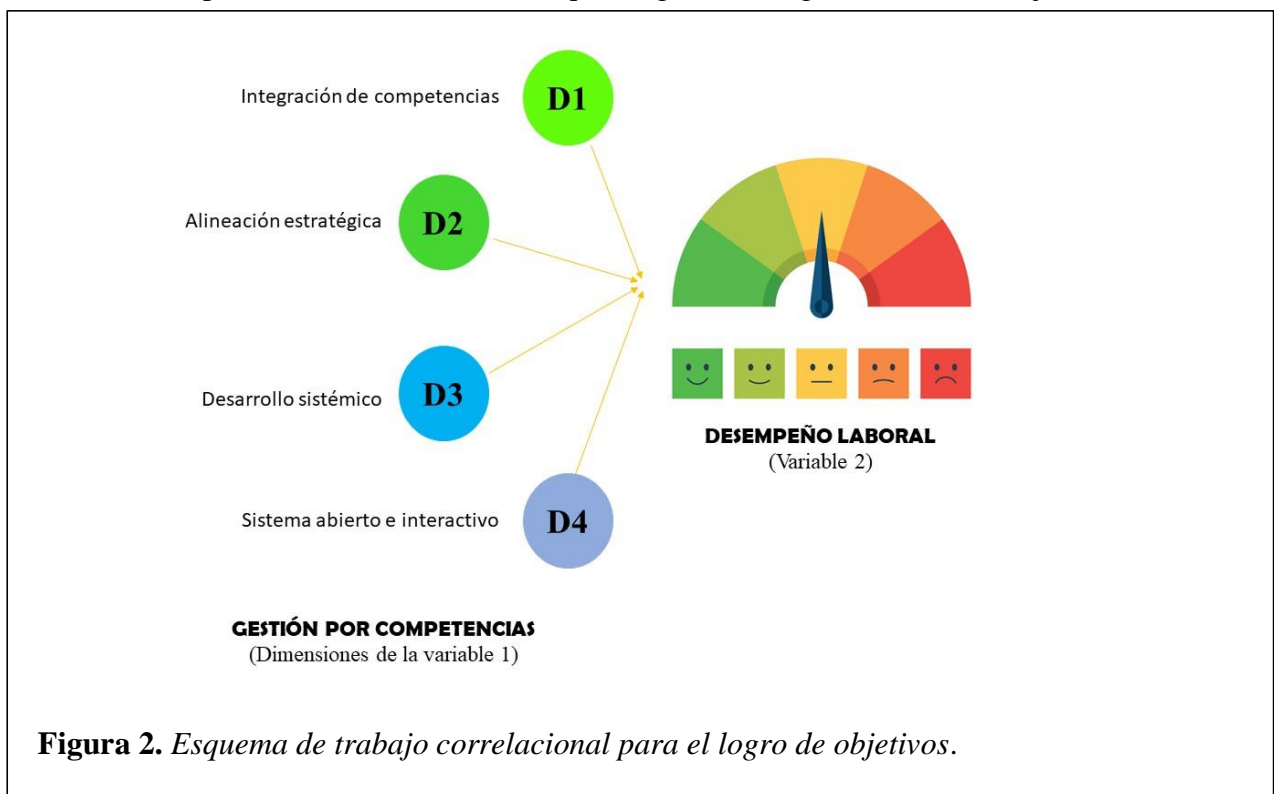 Integración de competencias
D1
Alineación estratégica
D2
Desarrollo sistémico
D3
Sistema abierto e interactivo
D4
GESTIÓN POR COMPETENCIAS
(Dimensiones de la variable 1)
DESEMPEÑO LABORAL
(Variable 2)
Figura 2. Esquema de trabajo correlacional para el logro de objetivos.